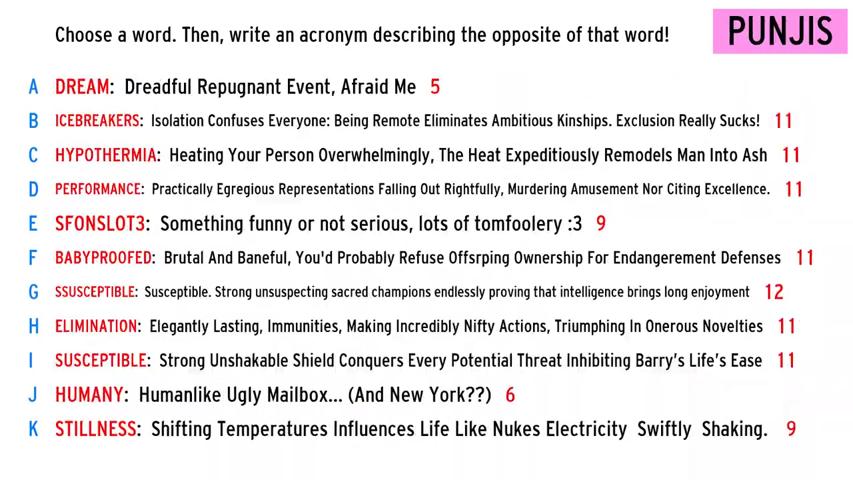 Choose a word. Then, write an acronym describing the opposite of that word!
PUNJIS
A DREAM: Dreadful Repugnant Event, Afraid Me 5
B ICEBREAKERS: Isolation Confuses Everyone: Being Remote Eliminates Ambitious Kinships. Exclusion Really Sucks! 11
C HYPOTHERMIA: Heating Your Person Overwhelmingly, The Heat Expeditiously Remodels Man Into Ash 11
D PERFORMANCE: Practically Egregious Representations Falling Out Rightfully, Murdering Amusement Nor Citing Excellence. 11
E SFONSLOT3: Something funny or not serious, lots of tomfoolery :3 9
F BABYPROOFED: Brutal And Baneful, You'd Probably Refuse Offsrping Ownership For Endangerement Defenses 11
G SSUSCEPTIBLE: Susceptible. Strong unsuspecting sacred champions endlessly proving that intelligence brings long enjoyment 12
H ELIMINATION: Elegantly Lasting, Immunities, Making Incredibly Nifty Actions, Triumphing In Onerous Novelties 11
I SUSCEPTIBLE: Strong Unshakable Shield Conquers Every Potential Threat Inhibiting Barry's Life's Ease 11
J HUMANY: Humanlike Ugly Mailbox... (And New York??) 6
K STILLNESS: Shifting Temperatures Influences Life Like Nukes Electricity Swiftly Shaking. 9